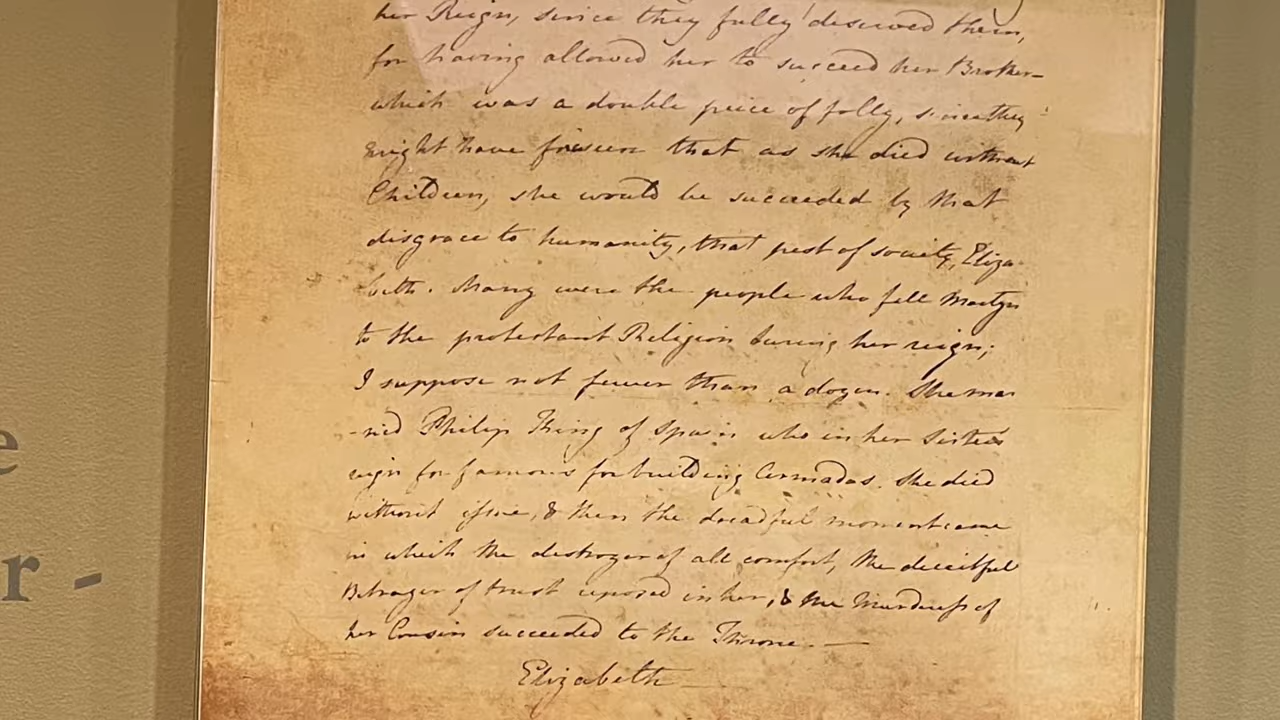 her Reign, since they fully deserved them,
for having allowed her to succeed her Brother–
which was a double peice of folly, since they
might have foreseen that as she died without
Children, she would be succeeded by that
disgrace to humanity, that pest of society, Eliza-
beth. Many were the people who fell Martyrs
to the protestant Religion during her reign;
I suppose not fewer than a dozen. She mar
-ried Philip King of Spain who in her Sister's
reign for famous for building Armadas. She died
without issue, & then the dreadful moment came
in which the destroyer of all comfort, the deceitful
Betrayer of trust reposed in her, & the Murderess of
her Cousin succeeded to the Throne.—
Elizabeth
e
r-